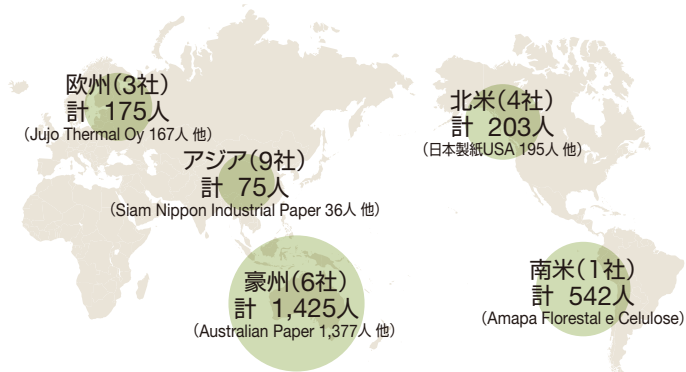 欧州（3社）
計 175人
（Jujo Thermal Oy 167人 他）
アジア（9社）
計 75人
（Siam Nippon Industrial Paper 36人 他）
豪州（6社）
計 1,425人
（Australian Paper 1,377人 他）
北米（4社）
計 203人
（日本製紙USA 195人 他）
南米（1社）
計 542人
（Amapa Florestal e Celulose）